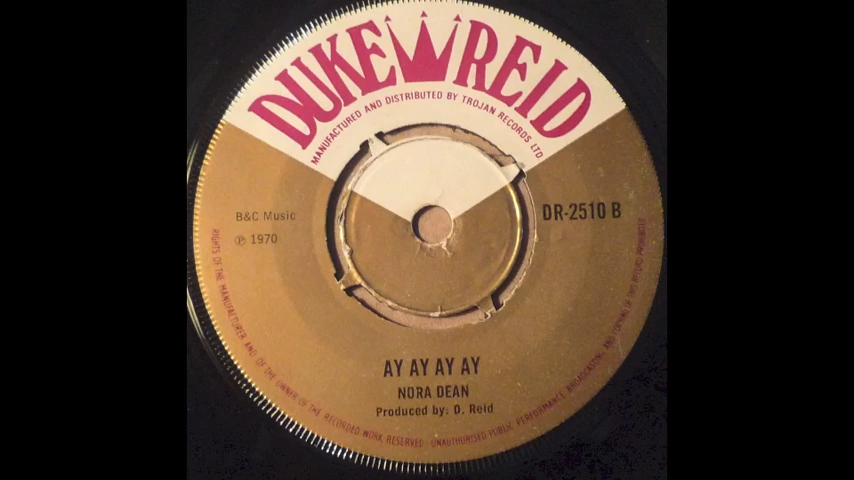 DUKE REID
MANUFACTURED AND DISTRIBUTED BY TROJAN RECORDS LTD
B&C Music
℗ 1970
DR-2510 B
AY AY AY AY
NORA DEAN
Produced by: D. Reid
RIGHTS OF THE MANUFACTURER AND OF THE OWNER OF THE RECORDED WORK RESERVED · UNAUTHORISED PUBLIC PERFORMANCE, BROADCASTING, AND COPYING OF THIS RECORD PROHIBITED